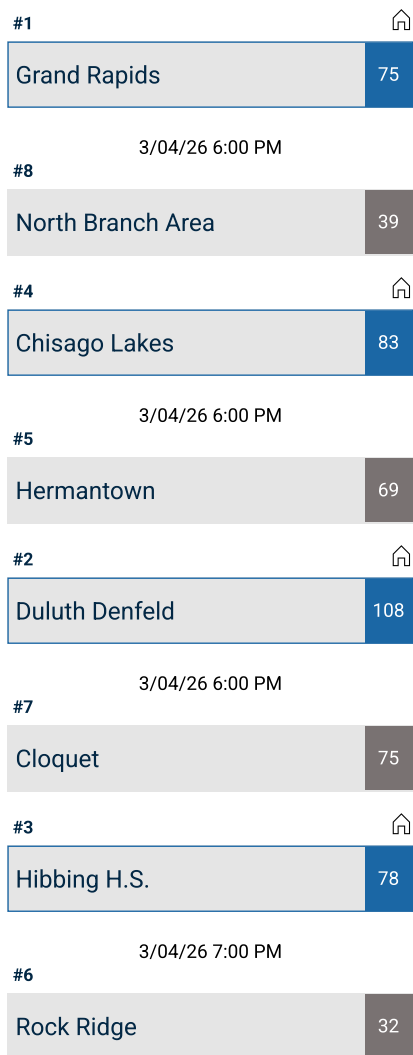 #1
Grand Rapids 75
3/04/26 6:00 PM
#8
North Branch Area 39
#4
Chisago Lakes 83
3/04/26 6:00 PM
#5
Hermantown 69
#2
Duluth Denfeld 108
3/04/26 6:00 PM
#7
Cloquet 75
#3
Hibbing H.S. 78
3/04/26 7:00 PM
#6
Rock Ridge 32